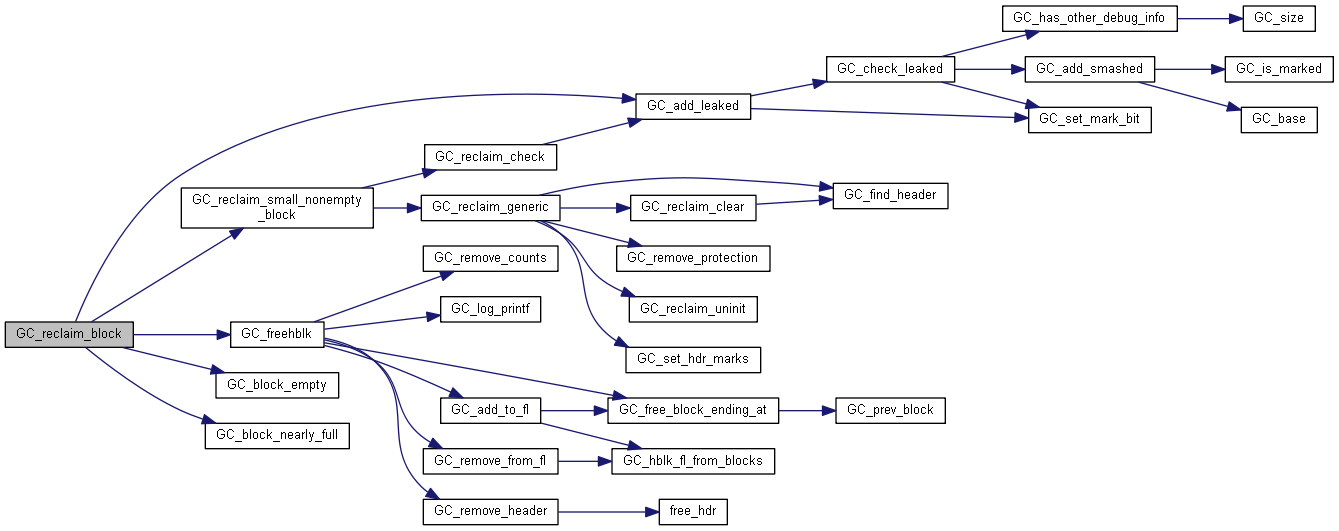 GC_has_other_debug_info
GC_size
GC_check_leaked
GC_add_smashed
GC_is_marked
GC_add_leaked
GC_set_mark_bit
GC_base
GC_reclaim_check
GC_reclaim_small_nonempty
_block
GC_reclaim_generic
GC_reclaim_clear
GC_find_header
GC_remove_counts
GC_remove_protection
GC_log_printf
GC_reclaim_uninit
GC_reclaim_block
GC_freehblk
GC_set_hdr_marks
GC_block_empty
GC_add_to_fl
GC_free_block_ending_at
GC_prev_block
GC_block_nearly_full
GC_remove_from_fl
GC_hblk_fl_from_blocks
GC_remove_header
free_hdr